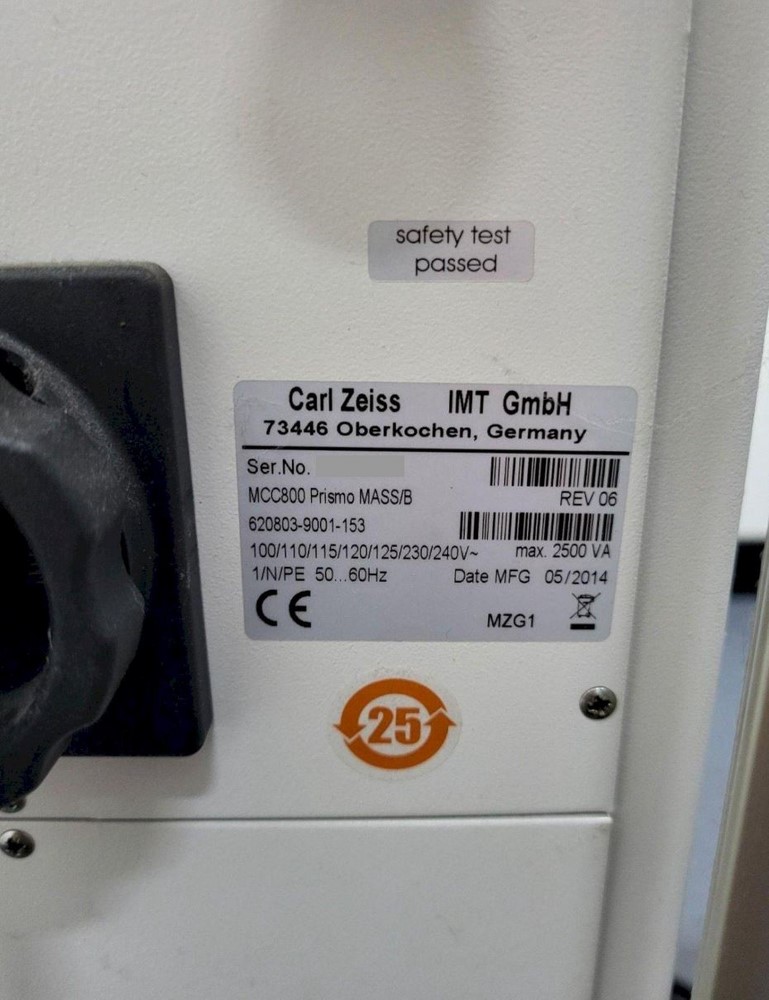 safety test
passed
Carl Zeiss IMT GmbH
73446 Oberkochen, Germany
Ser.No.
MCC800 Prismo MASS/B REV 06
620803-9001-153
100/110/115/120/125/230/240V~ max. 2500 VA
1/N/PE 50...60Hz Date MFG 05/2014
CE MZG1
25